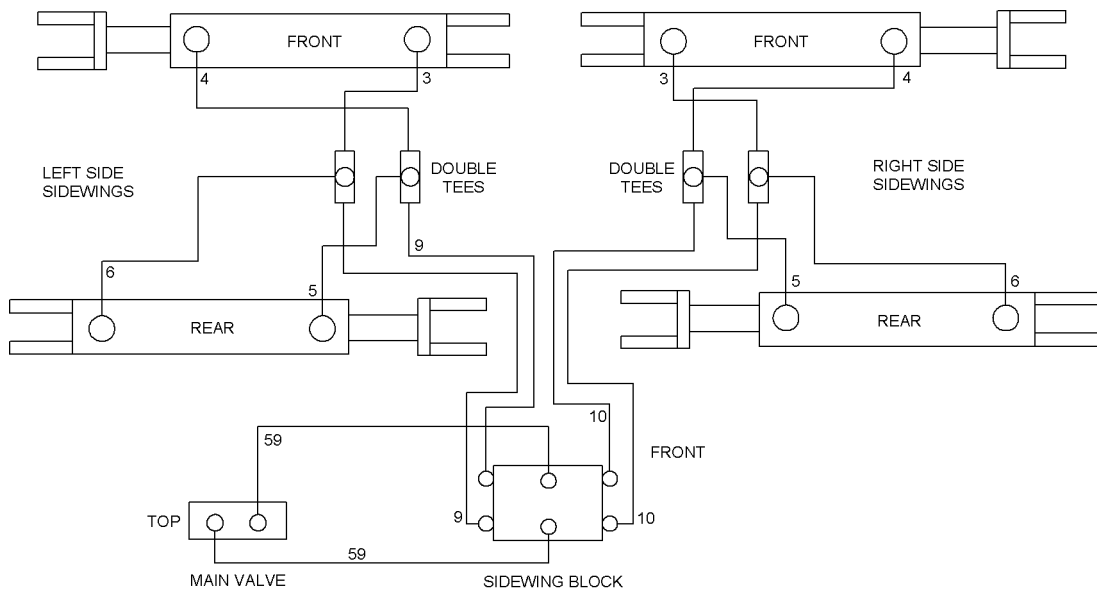 FRONT
FRONT
4
3
3
4
LEFT SIDE
SIDEWINGS
DOUBLE
TEES
DOUBLE
TEES
RIGHT SIDE
SIDEWINGS
9
6
5
5
6
REAR
REAR
10
59
FRONT
TOP
9
10
59
MAIN VALVE
SIDEWING BLOCK